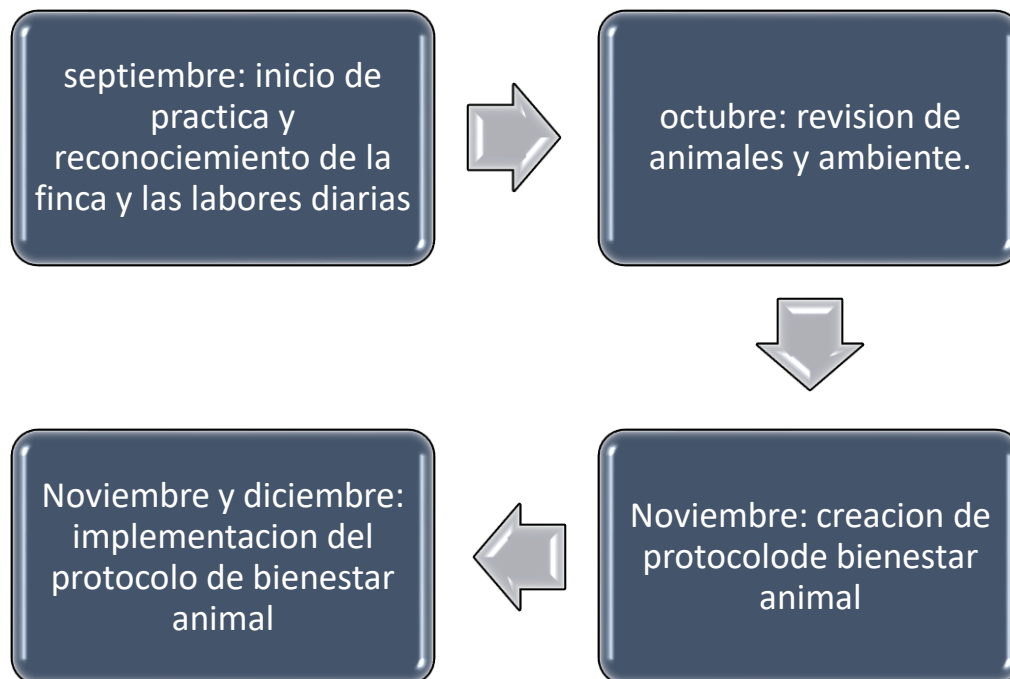 septiembre: inicio de
practica y
reconociemiento de la
finca y las labores diarias
octubre: revision de
animales y ambiente.
Noviembre: creacion de
protocolode bienestar
animal
Noviembre y diciembre:
implementacion del
protocolo de bienestar
animal